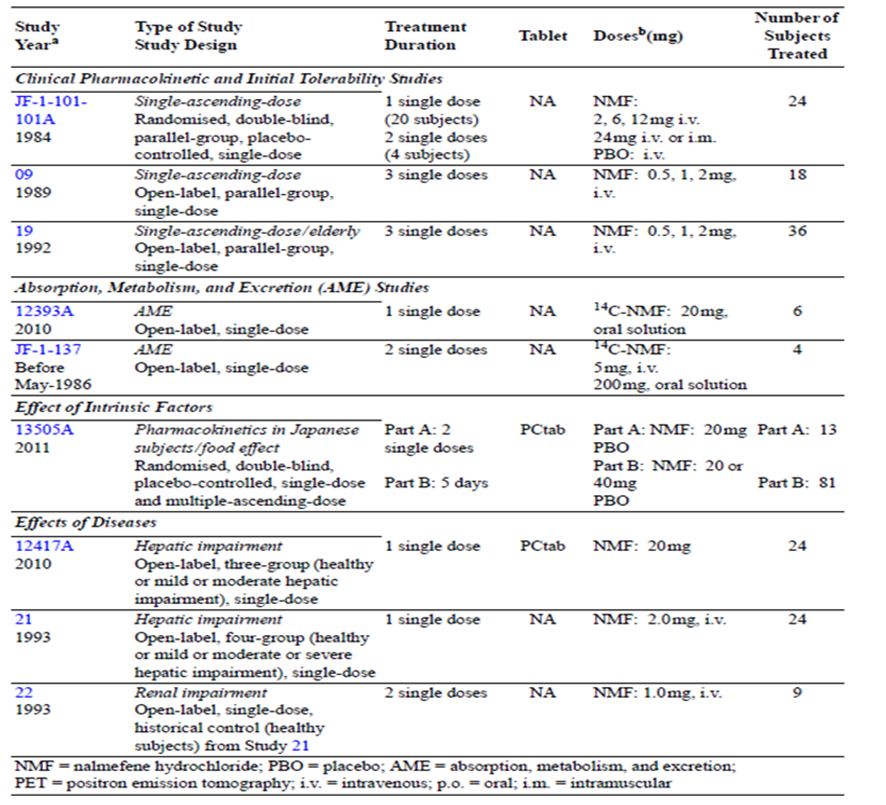 Study Year^a Type of Study Study Design Treatment Duration Tablet Doses^b(mg) Number of Subjects Treated
Clinical Pharmacokinetic and Initial Tolerability Studies
JF-1-101- Single-ascending-dose 1 single dose NA NMF: 24
101A Randomised, double-blind, (20 subjects) 2, 6, 12mg i.v.
1984 parallel-group, placebo- 2 single doses 24mg i.v. or i.m.
controlled, single-dose (4 subjects) PBO: i.v.
09 Single-ascending-dose 3 single doses NA NMF: 0.5, 1, 2mg, 18
1989 Open-label, parallel-group, i.v.
single-dose
19 Single-ascending-dose/elderly 3 single doses NA NMF: 0.5, 1, 2mg, 36
1992 Open-label, parallel-group, i.v.
single-dose
Absorption, Metabolism, and Excretion (AME) Studies
12393A AME 1 single dose NA 14C-NMF: 20mg, 6
2010 Open-label, single-dose oral solution
JF-1-137 AME 2 single doses NA 14C-NMF: 4
Before Open-label, single-dose 5mg, i.v.
May-1986 200mg, oral solution
Effect of Intrinsic Factors
13505A Pharmacokinetics in Japanese Part A: 2 PCtab Part A: NMF: 20mg Part A: 13
2011 subjects/food effect single doses PBO
Randomised, double-blind, Part B: NMF: 20 or
placebo-controlled, single-dose Part B: 5 days 40mg Part B: 81
and multiple-ascending-dose PBO
Effects of Diseases
12417A Hepatic impairment 1 single dose PCtab NMF: 20mg 24
2010 Open-label, three-group (healthy
or mild or moderate hepatic
impairment), single-dose
21 Hepatic impairment 1 single dose NA NMF: 2.0mg, i.v. 24
1993 Open-label, four-group (healthy
or mild or moderate or severe
hepatic impairment), single-dose
22 Renal impairment 2 single doses NA NMF: 1.0mg, i.v. 9
1993 Open-label, single-dose,
historical control (healthy
subjects) from Study 21
NMF = nalmefene hydrochloride; PBO = placebo; AME = absorption, metabolism, and excretion;
PET = positron emission tomography; i.v. = intravenous; p.o. = oral; i.m. = intramuscular